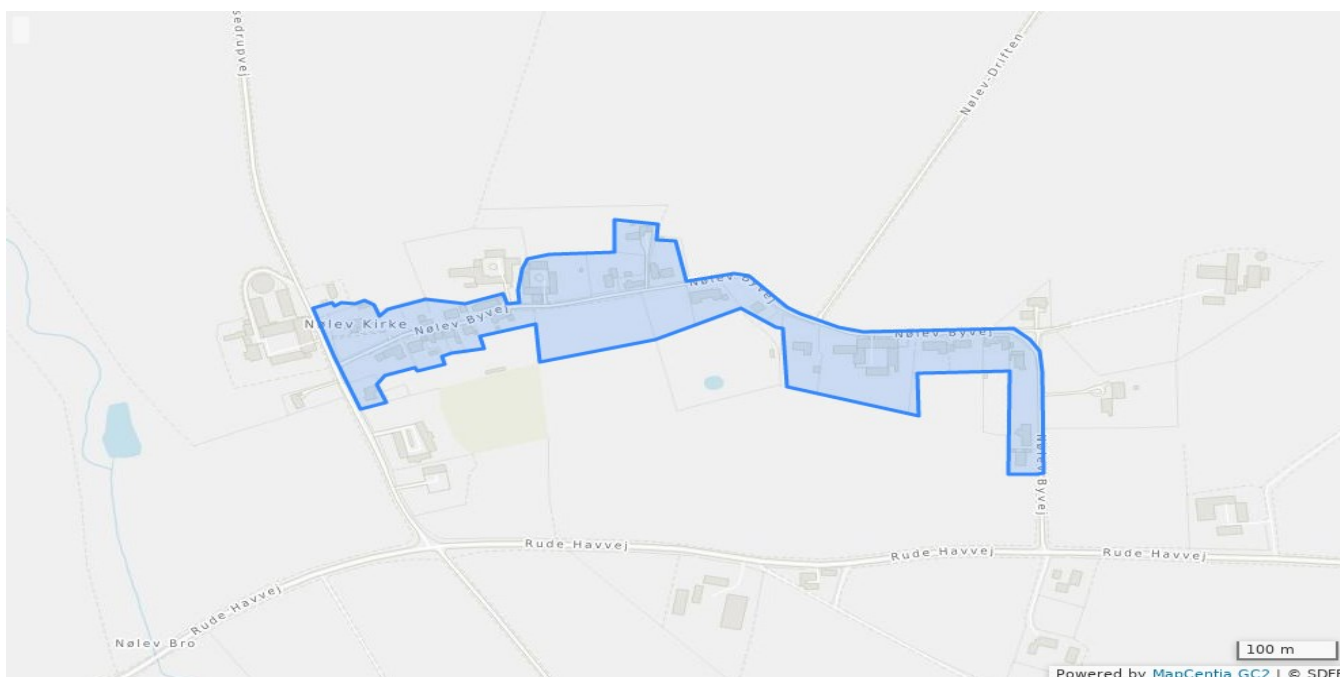 gedrupvej
Nølev-Driften
Nølev Byvej
Nølev Kirke
Nølev Byvej
Nølev Byvej
Nølev Byvej
Rude Havvej
Rude Havvej
Rude Havvej
Rude Havvej
Nølev Bro
100 m
Powered by MapCentia GC2 | © SDFE